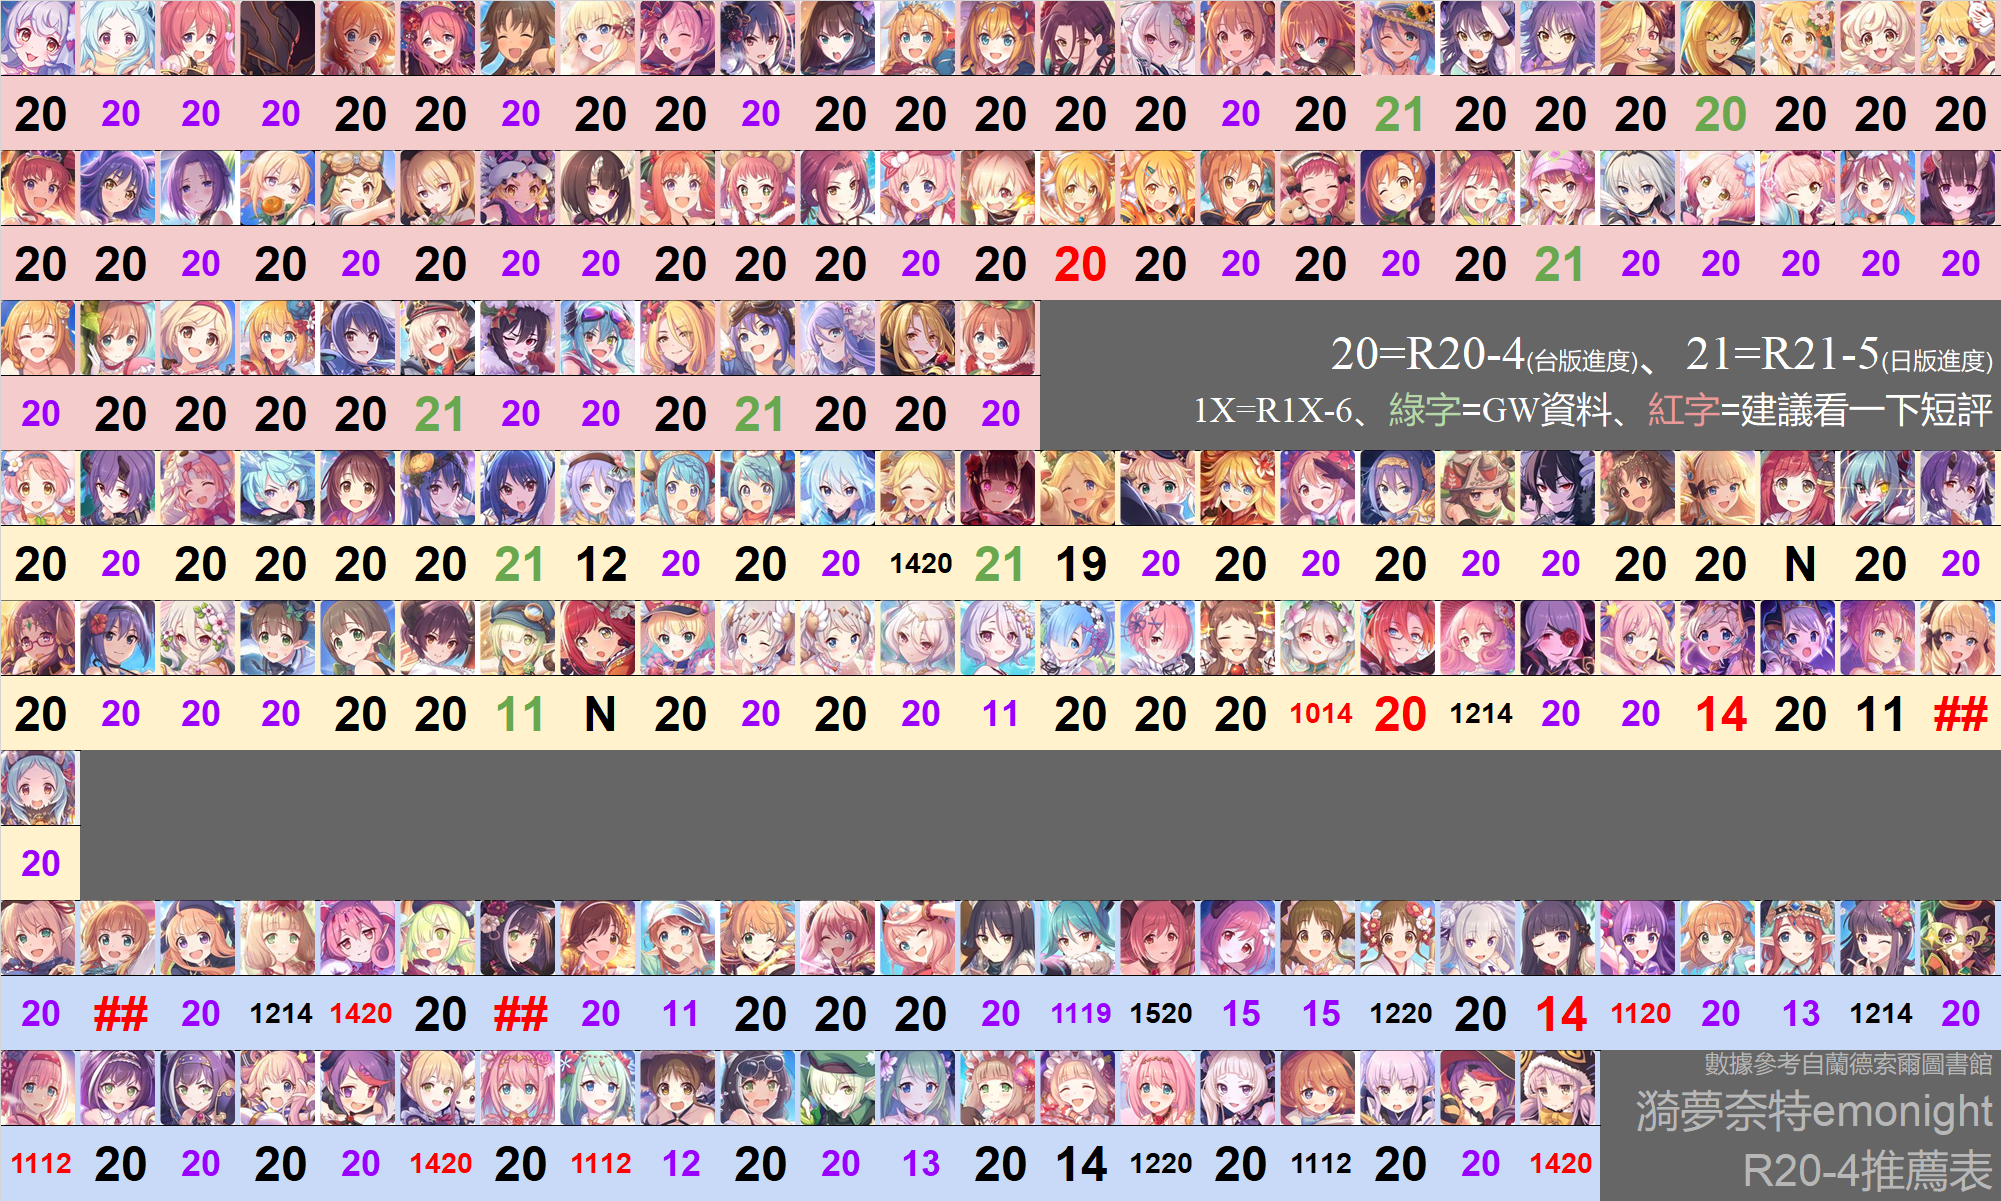 20 20 20 20 20 20 20 20 20 20 20 20 20 20 20 20 20 21 20 20 20 20 20 20 20
20 20 20 20 20 20 20 20 20 20 20 20 20 20 20 20 20 20 20 21 20 20 20 20 20
20=R20-4(台版進度)、21=R21-5(日版進度)
1X=R1X-6、綠字=GW資料、紅字=建議看一下短評
20 20 20 20 20 21 20 20 20 21 20 20 20
20 20 20 20 20 20 21 12 20 20 20 1420 21 19 20 20 20 20 20 20 20 20 N 20 20
20 20 20 20 20 20 11 N 20 20 20 20 11 20 20 20 1014 20 1214 20 20 14 20 11 ##
20
20 ## 20 1214 1420 20 ## 20 11 20 20 20 20 1119 1520 15 15 1220 20 14 1120 20 13 1214 20
數據參考自蘭德索爾圖書館
漪夢奈特emonight
R20-4推薦表
1112 20 20 20 20 1420 20 1112 12 20 20 13 20 14 1220 20 1112 20 20 1420